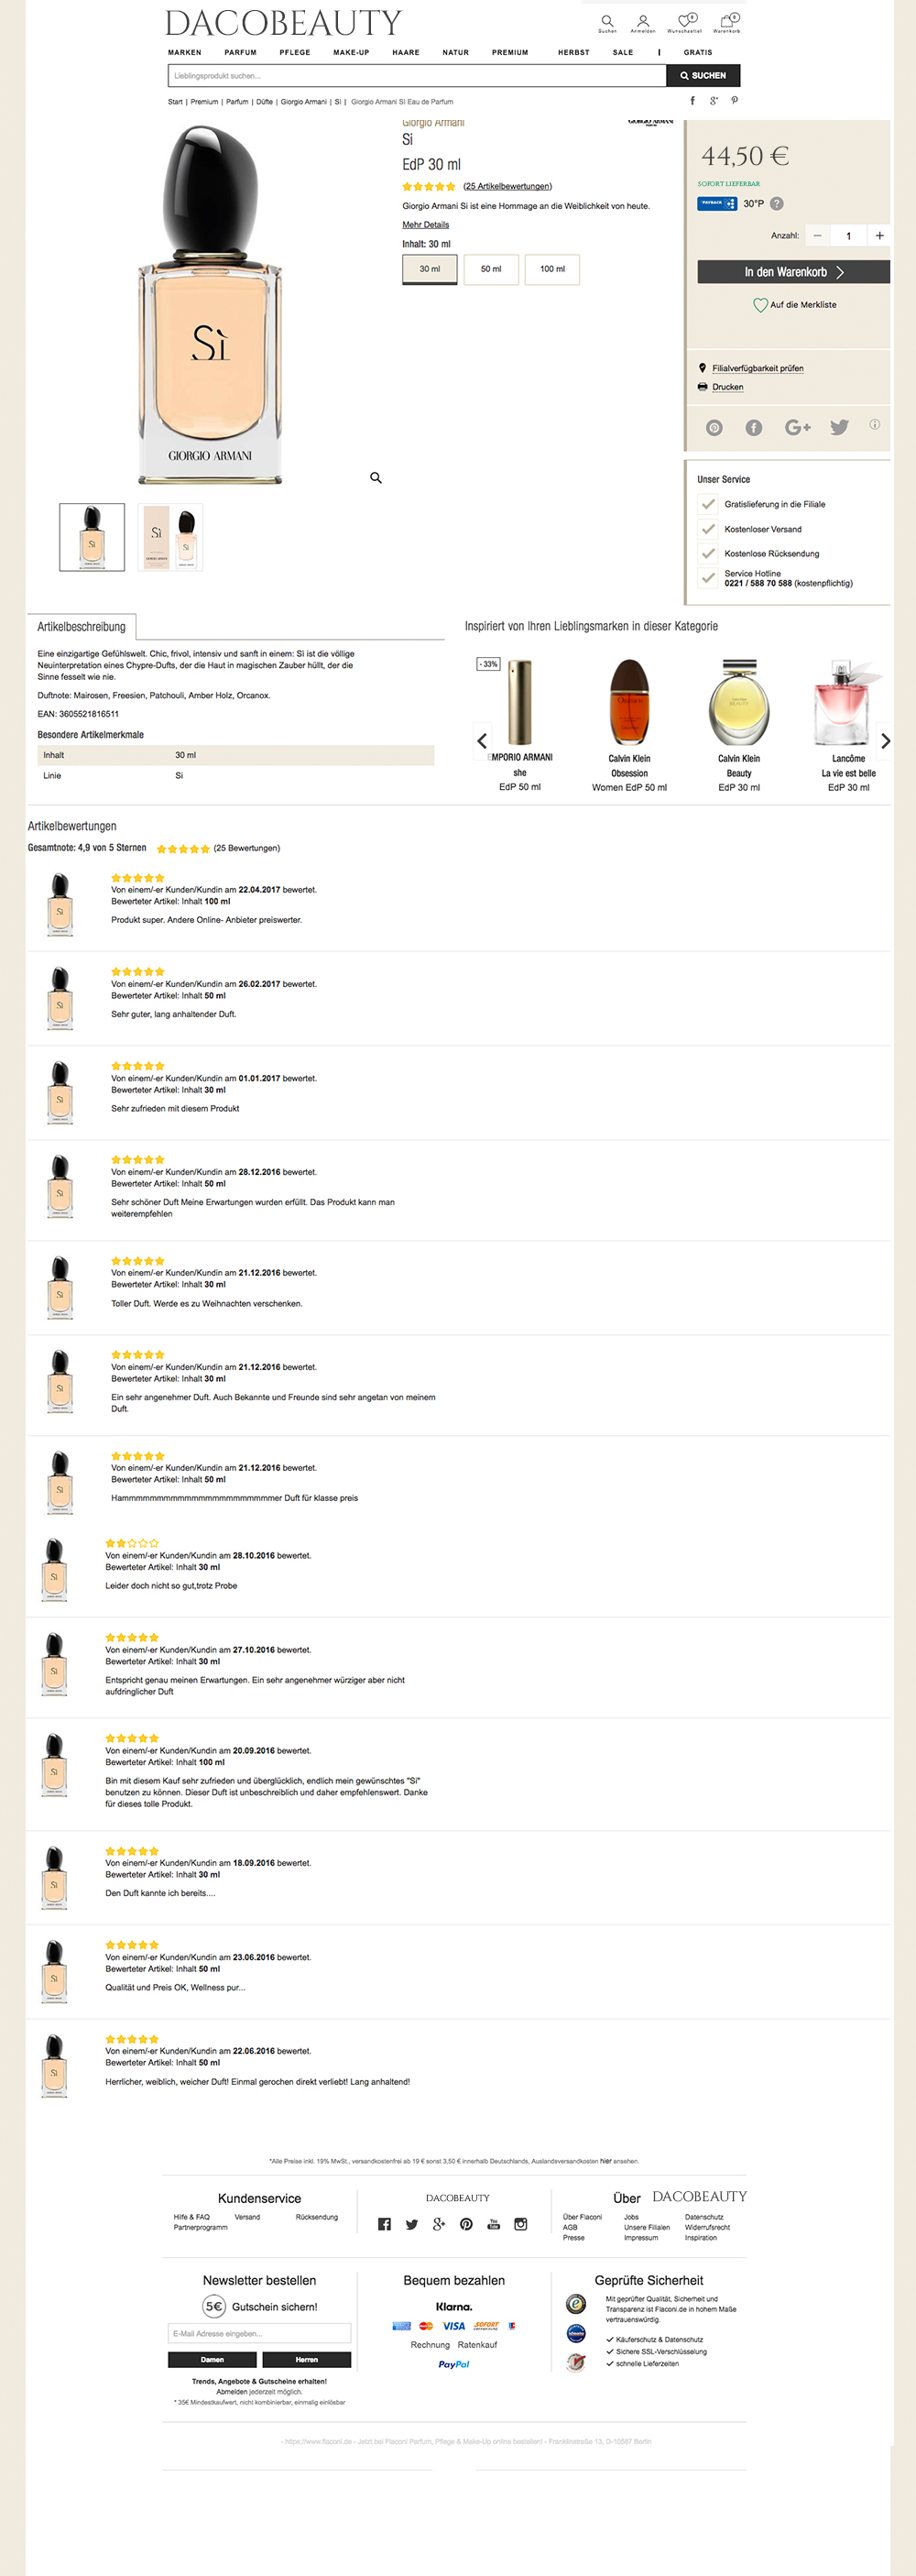 DACOBEAUTY
Suchen Anmelden Wunschzettel 0 Warenkorb 0
MARKEN PARFUM PFLEGE MAKE-UP HAARE NATUR PREMIUM HERBST SALE | GRATIS
Lieblingsprodukt suchen... SUCHEN
Start | Premium | Parfum | Düfte | Giorgio Armani | Sì | Giorgio Armani Sì Eau de Parfum
Giorgio Armani
Sì
EdP 30 ml
(25 Artikelbewertungen)
Giorgio Armani Sì ist eine Hommage an die Weiblichkeit von heute.
Mehr Details
Inhalt: 30 ml
30 ml 50 ml 100 ml
Sì
GIORGIO ARMANI
44,50 €
SOFORT LIEFERBAR
PAYBACK 30°P ?
Anzahl: − 1 +
In den Warenkorb
Auf die Merkliste
Filialverfügbarkeit prüfen
Drucken
Unser Service
Gratislieferung in die Filiale
Kostenloser Versand
Kostenlose Rücksendung
Service Hotline
0221 / 588 70 588 (kostenpflichtig)
Artikelbeschreibung
Eine einzigartige Gefühlswelt. Chic, frivol, intensiv und sanft in einem: Sì ist die völlige
Neuinterpretation eines Chypre-Dufts, der die Haut in magischen Zauber hüllt, der die
Sinne fesselt wie nie.
Duftnote: Mairosen, Freesien, Patchouli, Amber Holz, Orcanox.
EAN: 3605521816511
Besondere Artikelmerkmale
Inhalt 30 ml
Linie Si
Inspiriert von Ihren Lieblingsmarken in dieser Kategorie
- 33%
EMPORIO ARMANI
she
EdP 50 ml
Calvin Klein
Obsession
Women EdP 50 ml
Calvin Klein
Beauty
EdP 30 ml
Lancôme
La vie est belle
EdP 30 ml
Artikelbewertungen
Gesamtnote: 4,9 von 5 Sternen (25 Bewertungen)
Von einem/-er Kunden/Kundin am 22.04.2017 bewertet.
Bewerteter Artikel: Inhalt 100 ml
Produkt super. Andere Online- Anbieter preiswerter.
Von einem/-er Kunden/Kundin am 26.02.2017 bewertet.
Bewerteter Artikel: Inhalt 50 ml
Sehr guter, lang anhaltender Duft.
Von einem/-er Kunden/Kundin am 01.01.2017 bewertet.
Bewerteter Artikel: Inhalt 30 ml
Sehr zufrieden mit diesem Produkt
Von einem/-er Kunden/Kundin am 28.12.2016 bewertet.
Bewerteter Artikel: Inhalt 50 ml
Sehr schöner Duft Meine Erwartungen wurden erfüllt. Das Produkt kann man
weiterempfehlen
Von einem/-er Kunden/Kundin am 21.12.2016 bewertet.
Bewerteter Artikel: Inhalt 30 ml
Toller Duft. Werde es zu Weihnachten verschenken.
Von einem/-er Kunden/Kundin am 21.12.2016 bewertet.
Bewerteter Artikel: Inhalt 30 ml
Ein sehr angenehmer Duft. Auch Bekannte und Freunde sind sehr angetan von meinem
Duft.
Von einem/-er Kunden/Kundin am 21.12.2016 bewertet.
Bewerteter Artikel: Inhalt 50 ml
Hammmmmmmmmmmmmmmmmmmmmmer Duft für klasse preis
Von einem/-er Kunden/Kundin am 28.10.2016 bewertet.
Bewerteter Artikel: Inhalt 30 ml
Leider doch nicht so gut,trotz Probe
Von einem/-er Kunden/Kundin am 27.10.2016 bewertet.
Bewerteter Artikel: Inhalt 30 ml
Entspricht genau meinen Erwartungen. Ein sehr angenehmer würziger aber nicht
aufdringlicher Duft
Von einem/-er Kunden/Kundin am 20.09.2016 bewertet.
Bewerteter Artikel: Inhalt 100 ml
Bin mit diesem Kauf sehr zufrieden und überglücklich, endlich mein gewünschtes "Si"
benutzen zu können. Dieser Duft ist unbeschreiblich und daher empfehlenswert. Danke
für dieses tolle Produkt.
Von einem/-er Kunden/Kundin am 18.09.2016 bewertet.
Bewerteter Artikel: Inhalt 30 ml
Den Duft kannte ich bereits....
Von einem/-er Kunden/Kundin am 23.06.2016 bewertet.
Bewerteter Artikel: Inhalt 50 ml
Qualität und Preis OK, Wellness pur...
Von einem/-er Kunden/Kundin am 22.06.2016 bewertet.
Bewerteter Artikel: Inhalt 50 ml
Herrlicher, weiblich, weicher Duft! Einmal gerochen direkt verliebt! Lang anhaltend!
*Alle Preise inkl. 19% MwSt., versandkostenfrei ab 19 € sonst 3,50 € innerhalb Deutschlands, Auslandsversandkosten hier ansehen.
Kundenservice
Hilfe & FAQ Versand Rücksendung
Partnerprogramm
DACOBEAUTY
Über DACOBEAUTY
Über Flaconi Jobs Datenschutz
AGB Unsere Filialen Widerrufsrecht
Presse Impressum Inspiration
Newsletter bestellen
5€ Gutschein sichern!
E-Mail Adresse eingeben...
Damen Herren
Trends, Angebote & Gutscheine erhalten!
Abmelden jederzeit möglich.
* 35€ Mindestkaufwert, nicht kombinierbar, einmalig einlösbar
Bequem bezahlen
Klarna.
VISA SOFORT
Rechnung Ratenkauf
PayPal
Geprüfte Sicherheit
Mit geprüfter Qualität, Sicherheit und
Transparenz ist Flaconi.de in hohem Maße
vertrauenswürdig.
Käuferschutz & Datenschutz
Sichere SSL-Verschlüsselung
schnelle Lieferzeiten
- https://www.flaconi.de - Jetzt bei Flaconi Parfum, Pflege & Make-Up online bestellen! - Franklinstraße 13, D-10587 Berlin